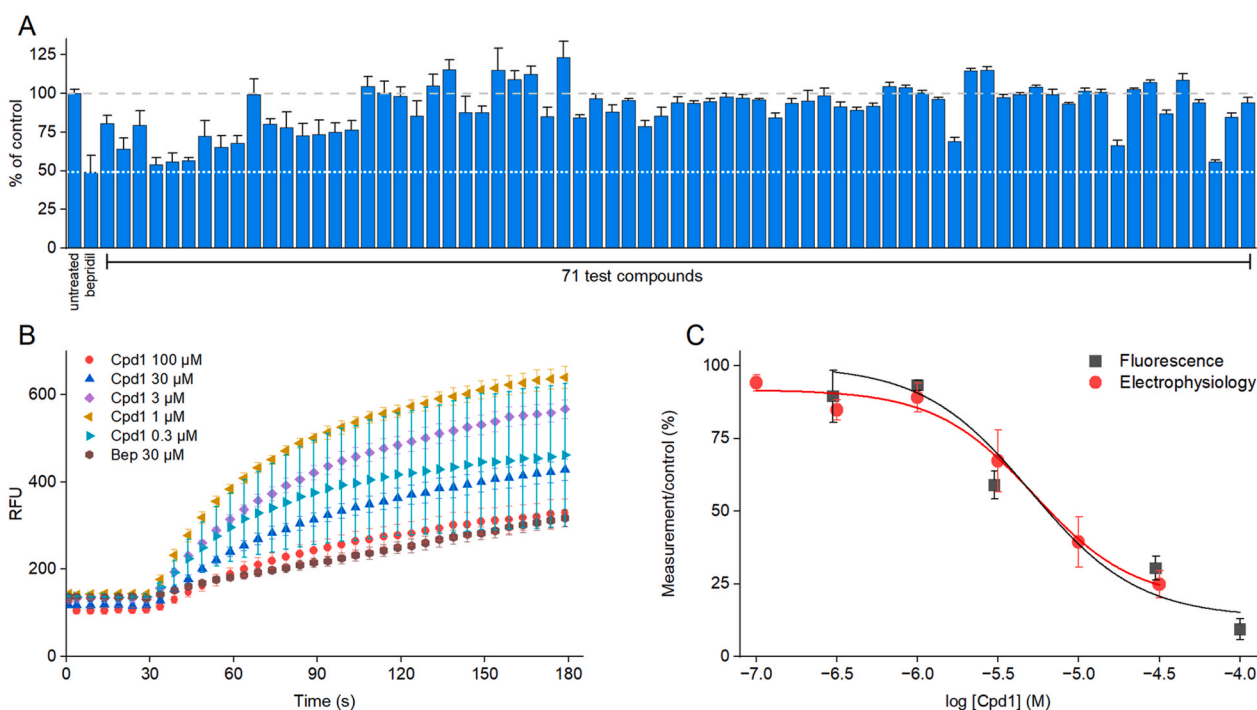 A
% of control
125
100
75
50
25
0
untreated
bepridil
71 test compounds
B
Cpd1 100 µM
Cpd1 30 µM
Cpd1 3 µM
Cpd1 1 µM
Cpd1 0.3 µM
Bep 30 µM
RFU
600
400
200
0
0 30 60 90 120 150 180
Time (s)
C
Fluorescence
Electrophysiology
Measurement/control (%)
100
75
50
25
0
−7.0 −6.5 −6.0 −5.5 −5.0 −4.5 −4.0
log [Cpd1] (M)